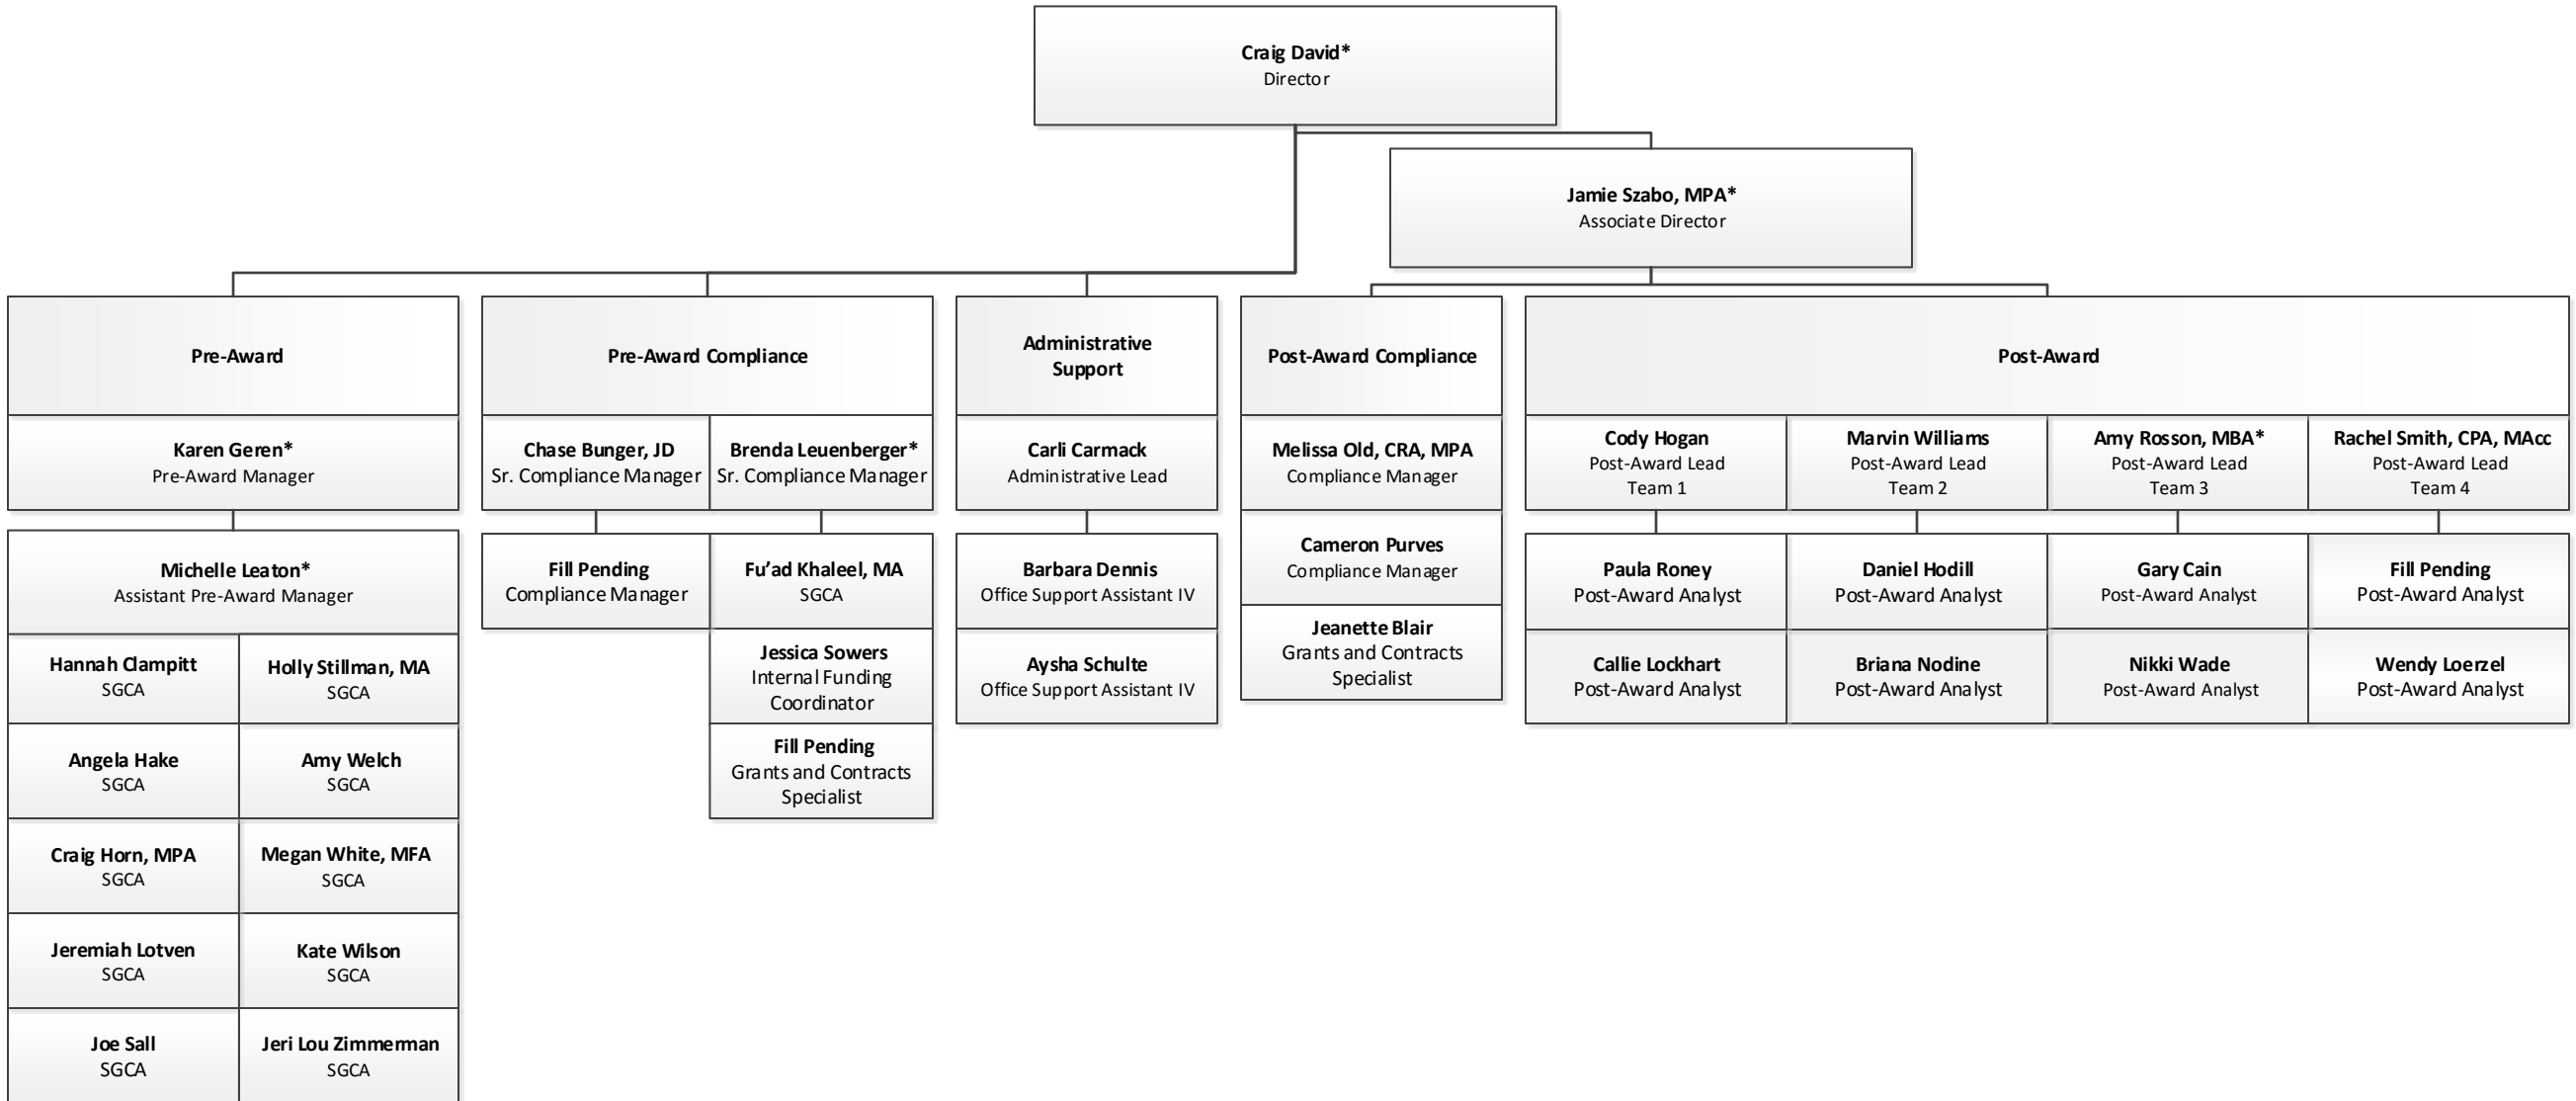 Craig David*
Director
Jamie Szabo, MPA*
Associate Director
Pre-Award
Karen Geren*
Pre-Award Manager
Michelle Leaton*
Assistant Pre-Award Manager
Hannah Clampitt
SGCA
Holly Stillman, MA
SGCA
Angela Hake
SGCA
Amy Welch
SGCA
Craig Horn, MPA
SGCA
Megan White, MFA
SGCA
Jeremiah Lotven
SGCA
Kate Wilson
SGCA
Joe Sall
SGCA
Jeri Lou Zimmerman
SGCA
Pre-Award Compliance
Chase Bunger, JD
Sr. Compliance Manager
Fill Pending
Compliance Manager
Brenda Leuenberger*
Sr. Compliance Manager
Fu’ad Khaleel, MA
SGCA
Jessica Sowers
Internal Funding
Coordinator
Fill Pending
Grants and Contracts
Specialist
Administrative
Support
Carli Carmack
Administrative Lead
Barbara Dennis
Office Support Assistant IV
Aysha Schulte
Office Support Assistant IV
Post-Award Compliance
Melissa Old, CRA, MPA
Compliance Manager
Cameron Purves
Compliance Manager
Jeanette Blair
Grants and Contracts
Specialist
Post-Award
Cody Hogan
Post-Award Lead
Team 1
Paula Roney
Post-Award Analyst
Callie Lockhart
Post-Award Analyst
Marvin Williams
Post-Award Lead
Team 2
Daniel Hodill
Post-Award Analyst
Briana Nodine
Post-Award Analyst
Amy Rosson, MBA*
Post-Award Lead
Team 3
Gary Cain
Post-Award Analyst
Nikki Wade
Post-Award Analyst
Rachel Smith, CPA, MAcc
Post-Award Lead
Team 4
Fill Pending
Post-Award Analyst
Wendy Loerzel
Post-Award Analyst